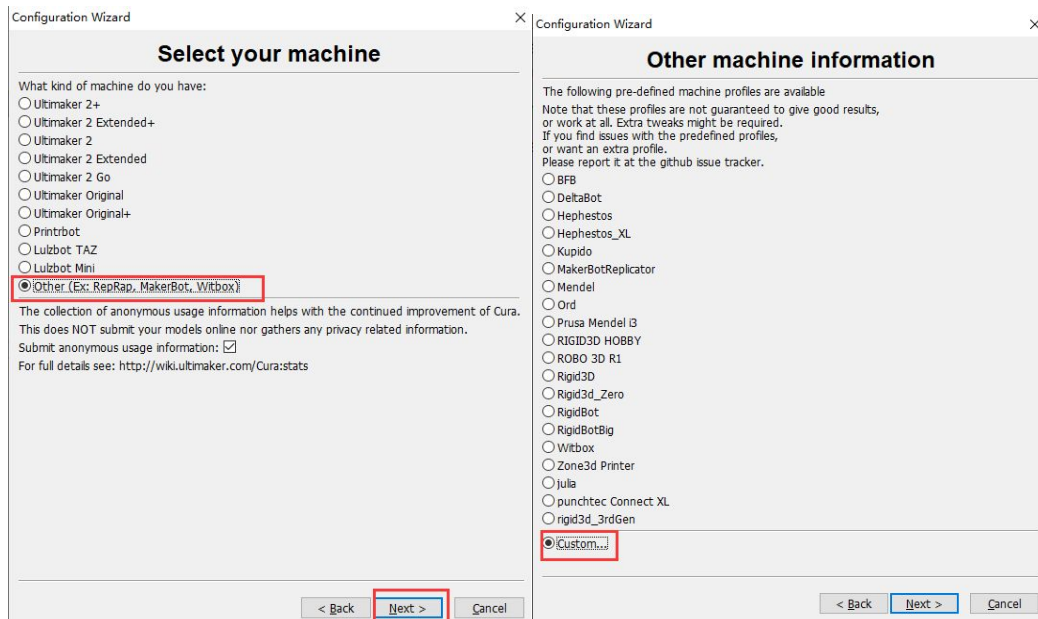 Configuration Wizard
Select your machine
What kind of machine do you have:
Ultimaker 2+
Ultimaker 2 Extended+
Ultimaker 2
Ultimaker 2 Extended
Ultimaker 2 Go
Ultimaker Original
Ultimaker Original+
Printrbot
Lulzbot TAZ
Lulzbot Mini
Other (Ex: RepRap, MakerBot, Witbox)
The collection of anonymous usage information helps with the continued improvement of Cura.
This does NOT submit your models online nor gathers any privacy related information.
Submit anonymous usage information:
For full details see: http://wiki.ultimaker.com/Cura:stats
< Back
Next >
Cancel
Configuration Wizard
Other machine information
The following pre-defined machine profiles are available
Note that these profiles are not guaranteed to give good results,
or work at all. Extra tweaks might be required.
If you find issues with the predefined profiles,
or want an extra profile.
Please report it at the github issue tracker.
BFB
DeltaBot
Hephestos
Hephestos_XL
Kupido
MakerBotReplicator
Mendel
Ord
Prusa Mendel i3
RIGID3D HOBBY
ROBO 3D R1
Rigid3D
Rigid3d_Zero
RigidBot
RigidBotBig
Witbox
Zone3d Printer
julia
punchtec Connect XL
rigid3d_3rdGen
Custom...
< Back
Next >
Cancel